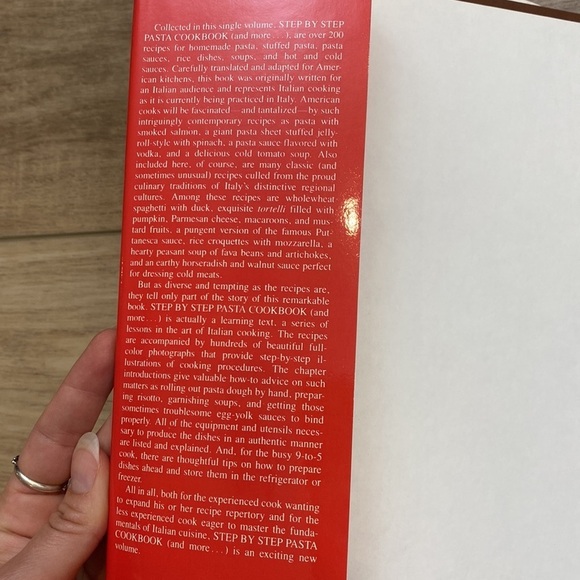 Collected in this single volume, STEP BY STEP
PASTA COOKBOOK (and more . . . ), are over 200
recipes for homemade pasta, stuffed pasta, pasta
sauces, rice dishes, soups, and hot and cold
sauces. Carefully translated and adapted for Amer-
ican kitchens, this book was originally written for
an Italian audience and represents Italian cooking
as it is currently being practiced in Italy. American
cooks will be fascinated—and tantalized—by such
intriguingly contemporary recipes as pasta with
smoked salmon, a giant pasta sheet stuffed jelly-
roll-style with spinach, a pasta sauce flavored with
vodka, and a delicious cold tomato soup. Also
included here, of course, are many classic (and
sometimes unusual) recipes culled from the proud
culinary traditions of Italy's distinctive regional
cultures. Among these recipes are wholewheat
spaghetti with duck, exquisite tortelli filled with
pumpkin, Parmesan cheese, macaroons, and mus-
tard fruits, a pungent version of the famous Put-
tanesca sauce, rice croquettes with mozzarella, a
hearty peasant soup of fava beans and artichokes,
and an earthy horseradish and walnut sauce perfect
for dressing cold meats.
But as diverse and tempting as the recipes are,
they tell only part of the story of this remarkable
book. STEP BY STEP PASTA COOKBOOK (and
more . . . ) is actually a learning text, a series of
lessons in the art of Italian cooking. The recipes
are accompanied by hundreds of beautiful full-
color photographs that provide step-by-step il-
lustrations of cooking procedures. The chapter
introductions give valuable how-to advice on such
matters as rolling out pasta dough by hand, prepar-
ing risotto, garnishing soups, and getting those
sometimes troublesome egg-yolk sauces to bind
properly. All of the equipment and utensils neces-
sary to produce the dishes in an authentic manner
are listed and explained. And, for the busy 9-to-5
cook, there are thoughtful tips on how to prepare
dishes ahead and store them in the refrigerator or
freezer.
All in all, both for the experienced cook wanting
to expand his or her recipe repertory and for the
less experienced cook eager to master the funda-
mentals of Italian cuisine, STEP BY STEP PASTA
COOKBOOK (and more . . . ) is an exciting new
volume.